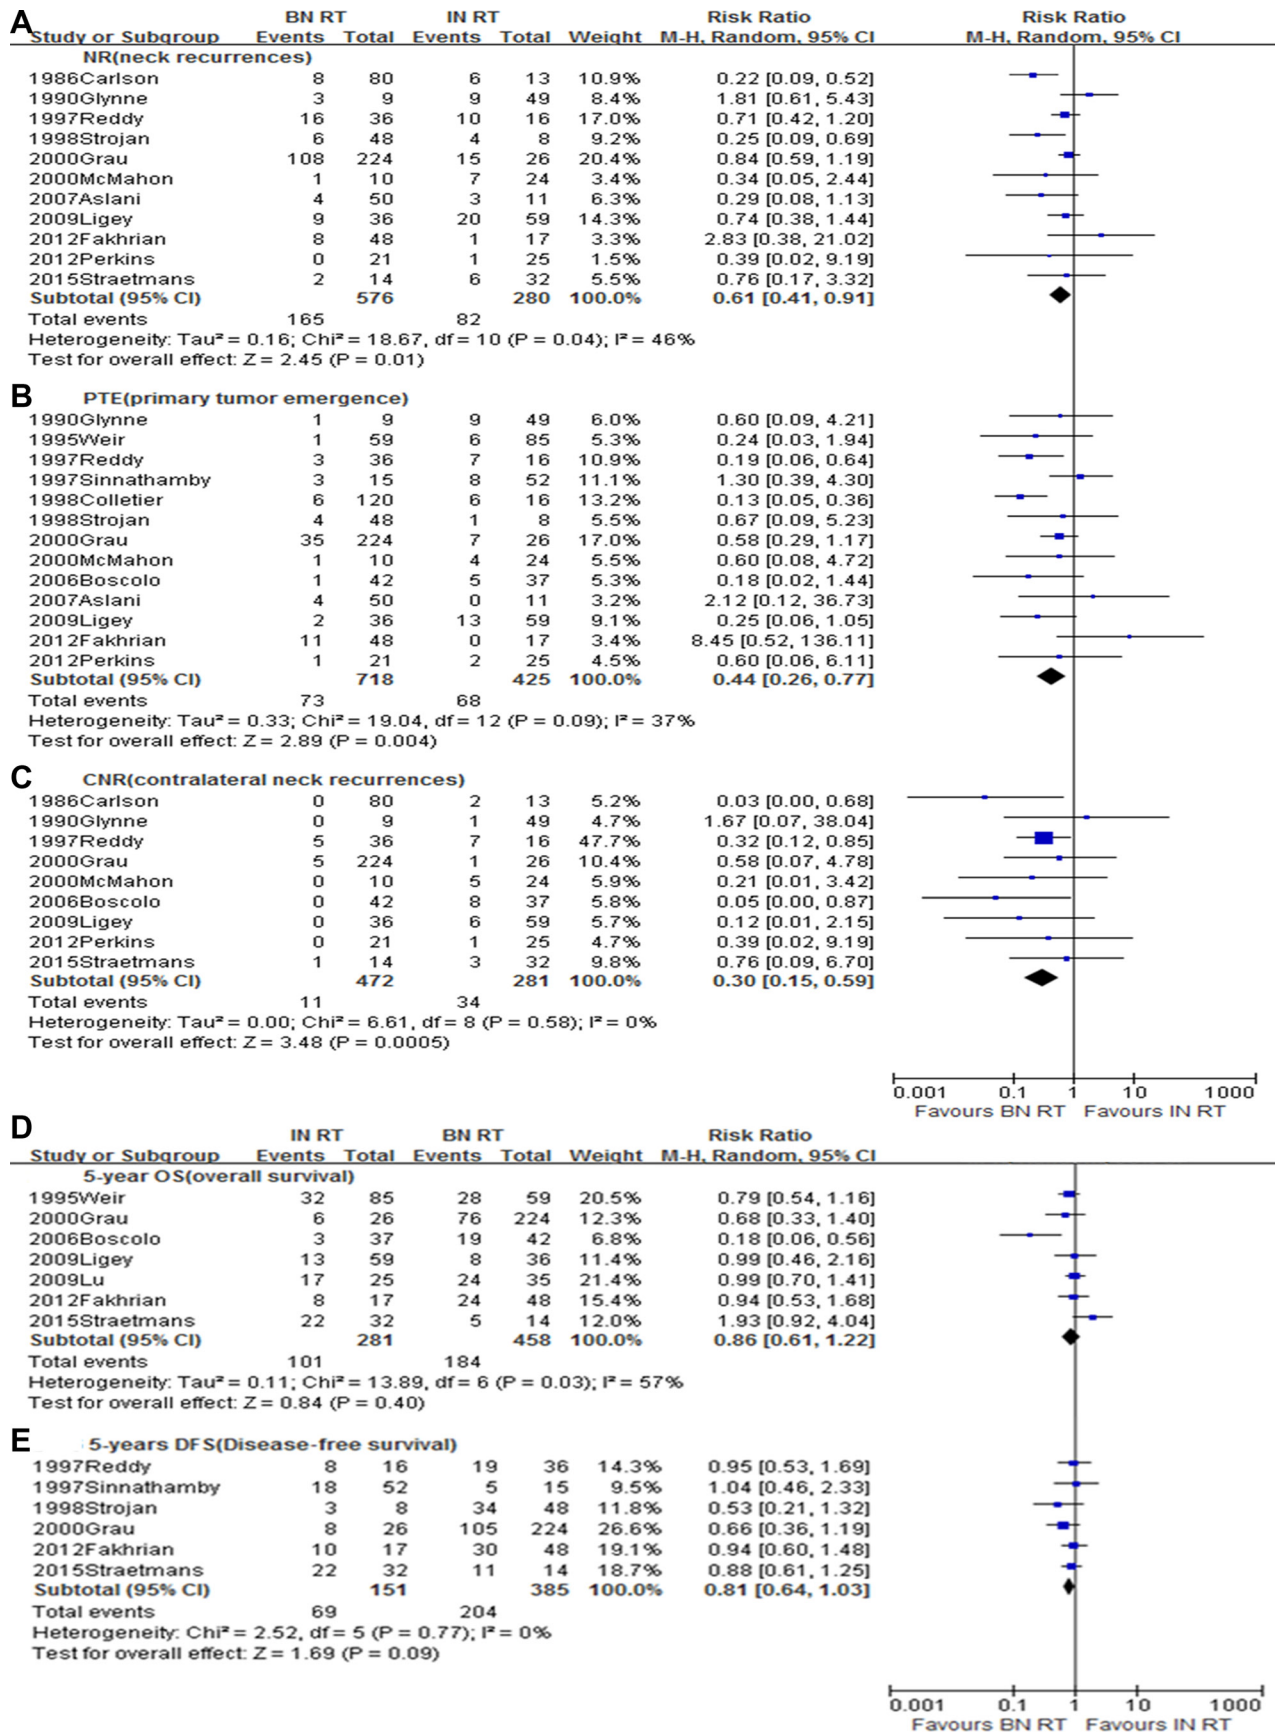 A
BN RT IN RT Risk Ratio Risk Ratio
Study or Subgroup Events Total Events Total Weight M-H, Random, 95% CI M-H, Random, 95% CI
NR(neck recurrences)
1986Carlson 8 80 6 13 10.9% 0.22 [0.09, 0.52]
1990Glynne 3 9 9 49 8.4% 1.81 [0.61, 5.43]
1997Reddy 16 36 10 16 17.0% 0.71 [0.42, 1.20]
1998Strojan 6 48 4 8 9.2% 0.25 [0.09, 0.69]
2000Grau 108 224 15 26 20.4% 0.84 [0.59, 1.19]
2000McMahon 1 10 7 24 3.4% 0.34 [0.05, 2.44]
2007Aslani 4 50 3 11 6.3% 0.29 [0.08, 1.13]
2009Ligey 9 36 20 59 14.3% 0.74 [0.38, 1.44]
2012Fakhrian 8 48 1 17 3.3% 2.83 [0.38, 21.02]
2012Perkins 0 21 1 25 1.5% 0.39 [0.02, 9.19]
2015Straetmans 2 14 6 32 5.5% 0.76 [0.17, 3.32]
Subtotal (95% CI) 576 280 100.0% 0.61 [0.41, 0.91]
Total events 165 82
Heterogeneity: Tau² = 0.16; Chi² = 18.67, df = 10 (P = 0.04); I² = 46%
Test for overall effect: Z = 2.45 (P = 0.01)
B
PTE(primary tumor emergence)
1990Glynne 1 9 9 49 6.0% 0.60 [0.09, 4.21]
1995Weir 1 59 6 85 5.3% 0.24 [0.03, 1.94]
1997Reddy 3 36 7 16 10.9% 0.19 [0.06, 0.64]
1997Sinnathamby 3 15 8 52 11.1% 1.30 [0.39, 4.30]
1998Colletier 6 120 6 16 13.2% 0.13 [0.05, 0.36]
1998Strojan 4 48 1 8 5.5% 0.67 [0.09, 5.23]
2000Grau 35 224 7 26 17.0% 0.58 [0.29, 1.17]
2000McMahon 1 10 4 24 5.5% 0.60 [0.08, 4.72]
2006Boscolo 1 42 5 37 5.3% 0.18 [0.02, 1.44]
2007Aslani 4 50 0 11 3.2% 2.12 [0.12, 36.73]
2009Ligey 2 36 13 59 9.1% 0.25 [0.06, 1.05]
2012Fakhrian 11 48 0 17 3.4% 8.45 [0.52, 136.11]
2012Perkins 1 21 2 25 4.5% 0.60 [0.06, 6.11]
Subtotal (95% CI) 718 425 100.0% 0.44 [0.26, 0.77]
Total events 73 68
Heterogeneity: Tau² = 0.33; Chi² = 19.04, df = 12 (P = 0.09); I² = 37%
Test for overall effect: Z = 2.89 (P = 0.004)
C
CNR(contralateral neck recurrences)
1986Carlson 0 80 2 13 5.2% 0.03 [0.00, 0.68]
1990Glynne 0 9 1 49 4.7% 1.67 [0.07, 38.04]
1997Reddy 5 36 7 16 47.7% 0.32 [0.12, 0.85]
2000Grau 5 224 1 26 10.4% 0.58 [0.07, 4.78]
2000McMahon 0 10 5 24 5.9% 0.21 [0.01, 3.42]
2006Boscolo 0 42 8 37 5.8% 0.05 [0.00, 0.87]
2009Ligey 0 36 6 59 5.7% 0.12 [0.01, 2.15]
2012Perkins 0 21 1 25 4.7% 0.39 [0.02, 9.19]
2015Straetmans 1 14 3 32 9.8% 0.76 [0.09, 6.70]
Subtotal (95% CI) 472 281 100.0% 0.30 [0.15, 0.59]
Total events 11 34
Heterogeneity: Tau² = 0.00; Chi² = 6.61, df = 8 (P = 0.58); I² = 0%
Test for overall effect: Z = 3.48 (P = 0.0005)
0.001 0.1 1 10 1000
Favours BN RT Favours IN RT
D
IN RT BN RT Risk Ratio
Study or Subgroup Events Total Events Total Weight M-H, Random, 95% CI
5-year OS(overall survival)
1995Weir 32 85 28 59 20.5% 0.79 [0.54, 1.16]
2000Grau 6 26 76 224 12.3% 0.68 [0.33, 1.40]
2006Boscolo 3 37 19 42 6.8% 0.18 [0.06, 0.56]
2009Ligey 13 59 8 36 11.4% 0.99 [0.46, 2.16]
2009Lu 17 25 24 35 21.4% 0.99 [0.70, 1.41]
2012Fakhrian 8 17 24 48 15.4% 0.94 [0.53, 1.68]
2015Straetmans 22 32 5 14 12.0% 1.93 [0.92, 4.04]
Subtotal (95% CI) 281 458 100.0% 0.86 [0.61, 1.22]
Total events 101 184
Heterogeneity: Tau² = 0.11; Chi² = 13.89, df = 6 (P = 0.03); I² = 57%
Test for overall effect: Z = 0.84 (P = 0.40)
E
5-years DFS(Disease-free survival)
1997Reddy 8 16 19 36 14.3% 0.95 [0.53, 1.69]
1997Sinnathamby 18 52 5 15 9.5% 1.04 [0.46, 2.33]
1998Strojan 3 8 34 48 11.8% 0.53 [0.21, 1.32]
2000Grau 8 26 105 224 26.6% 0.66 [0.36, 1.19]
2012Fakhrian 10 17 30 48 19.1% 0.94 [0.60, 1.48]
2015Straetmans 22 32 11 14 18.7% 0.88 [0.61, 1.25]
Subtotal (95% CI) 151 385 100.0% 0.81 [0.64, 1.03]
Total events 69 204
Heterogeneity: Chi² = 2.52, df = 5 (P = 0.77); I² = 0%
Test for overall effect: Z = 1.69 (P = 0.09)
0.001 0.1 1 10 1000
Favours BN RT Favours IN RT